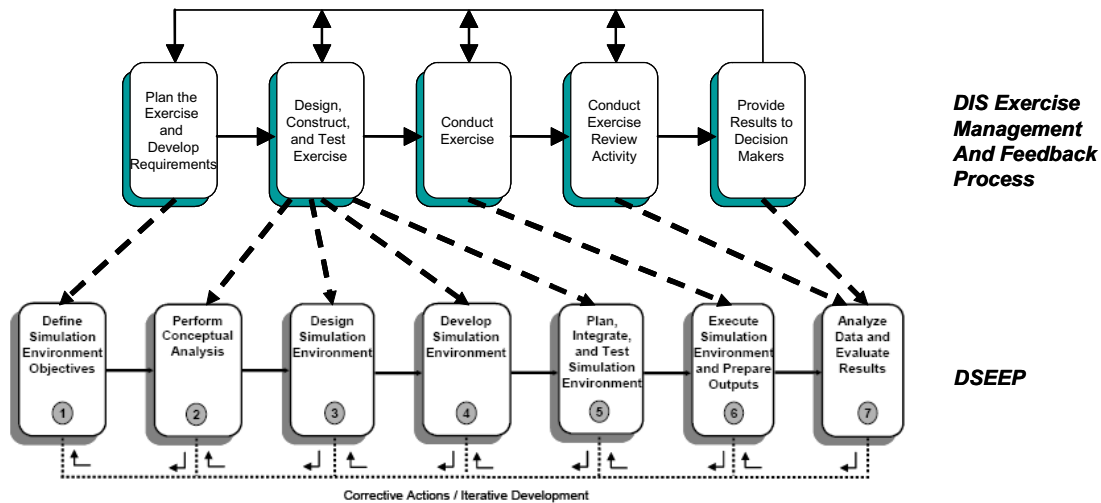 Plan the
Exercise
and
Develop
Requirements
Design,
Construct,
and Test
Exercise
Conduct
Exercise
Conduct
Exercise
Review
Activity
Provide
Results to
Decision
Makers
DIS Exercise
Management
And Feedback
Process
Define
Simulation
Environment
Objectives
1
Perform
Conceptual
Analysis
2
Design
Simulation
Environment
3
Develop
Simulation
Environment
4
Plan,
Integrate,
and Test
Simulation
Environment
5
Execute
Simulation
Environment
and Prepare
Outputs
6
Analyze
Data and
Evaluate
Results
7
DSEEP
Corrective Actions / Iterative Development